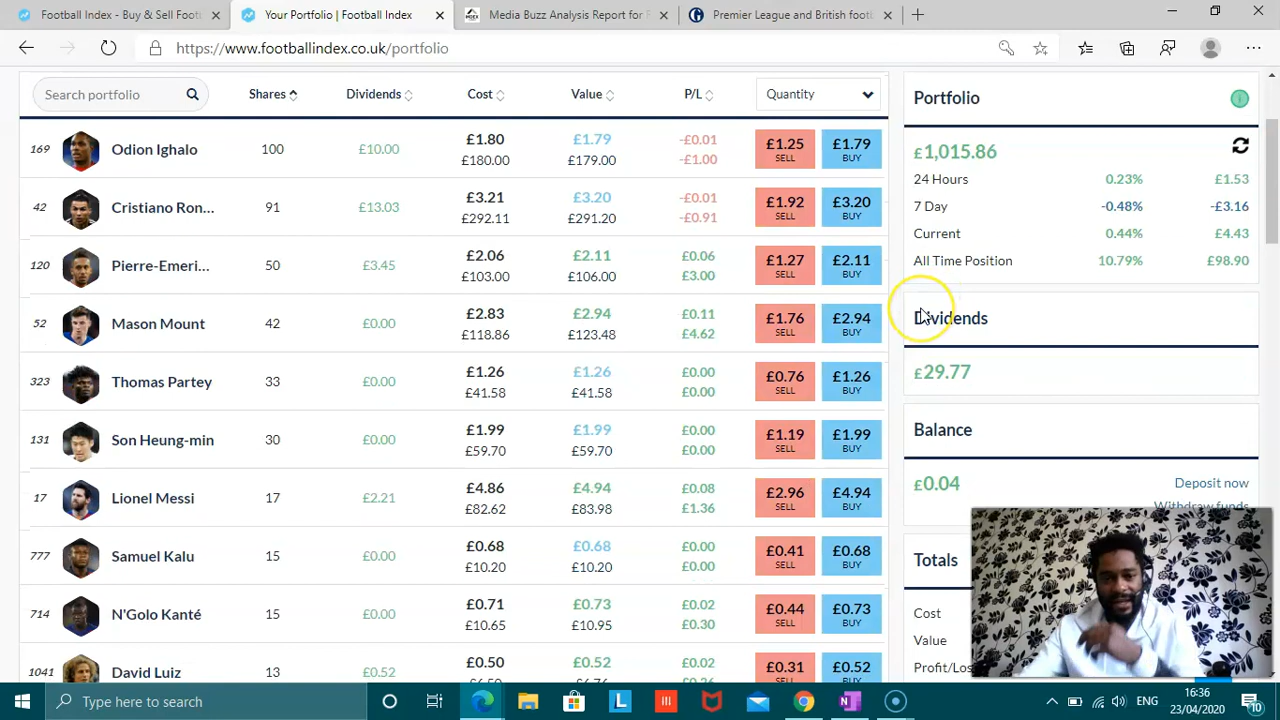 Football Index - Buy & Sell Footb
Your Portfolio | Football Index
Media Buzz Analysis Report for F
Premier League and British footb
https://www.footballindex.co.uk/portfolio
Search portfolio
Shares
Dividends
Cost
Value
P/L
Quantity
169 Odion Ighalo 100 £10.00 £1.80 £1.79 -£0.01 £1.25 £1.79
£180.00 £179.00 -£1.00 SELL BUY
42 Cristiano Ron... 91 £13.03 £3.21 £3.20 -£0.01 £1.92 £3.20
£292.11 £291.20 -£0.91 SELL BUY
120 Pierre-Emeri... 50 £3.45 £2.06 £2.11 £0.06 £1.27 £2.11
£103.00 £106.00 £3.00 SELL BUY
52 Mason Mount 42 £0.00 £2.83 £2.94 £0.11 £1.76 £2.94
£118.86 £123.48 £4.62 SELL BUY
323 Thomas Partey 33 £0.00 £1.26 £1.26 £0.00 £0.76 £1.26
£41.58 £41.58 £0.00 SELL BUY
131 Son Heung-min 30 £0.00 £1.99 £1.99 £0.00 £1.19 £1.99
£59.70 £59.70 £0.00 SELL BUY
17 Lionel Messi 17 £2.21 £4.86 £4.94 £0.08 £2.96 £4.94
£82.62 £83.98 £1.36 SELL BUY
777 Samuel Kalu 15 £0.00 £0.68 £0.68 £0.00 £0.41 £0.68
£10.20 £10.20 £0.00 SELL BUY
714 N'Golo Kanté 15 £0.00 £0.71 £0.73 £0.02 £0.44 £0.73
£10.65 £10.95 £0.30 SELL BUY
1041 David Luiz 13 £0.52 £0.50 £0.52 £0.02 £0.31 £0.52
SELL BUY
Portfolio
£1,015.86
24 Hours 0.23% £1.53
7 Day -0.48% -£3.16
Current 0.44% £4.43
All Time Position 10.79% £98.90
Dividends
£29.77
Balance
£0.04 Deposit now
Withdraw funds
Totals
Cost
Value
Profit/Los
Type here to search
ENG
16:36
23/04/2020
10